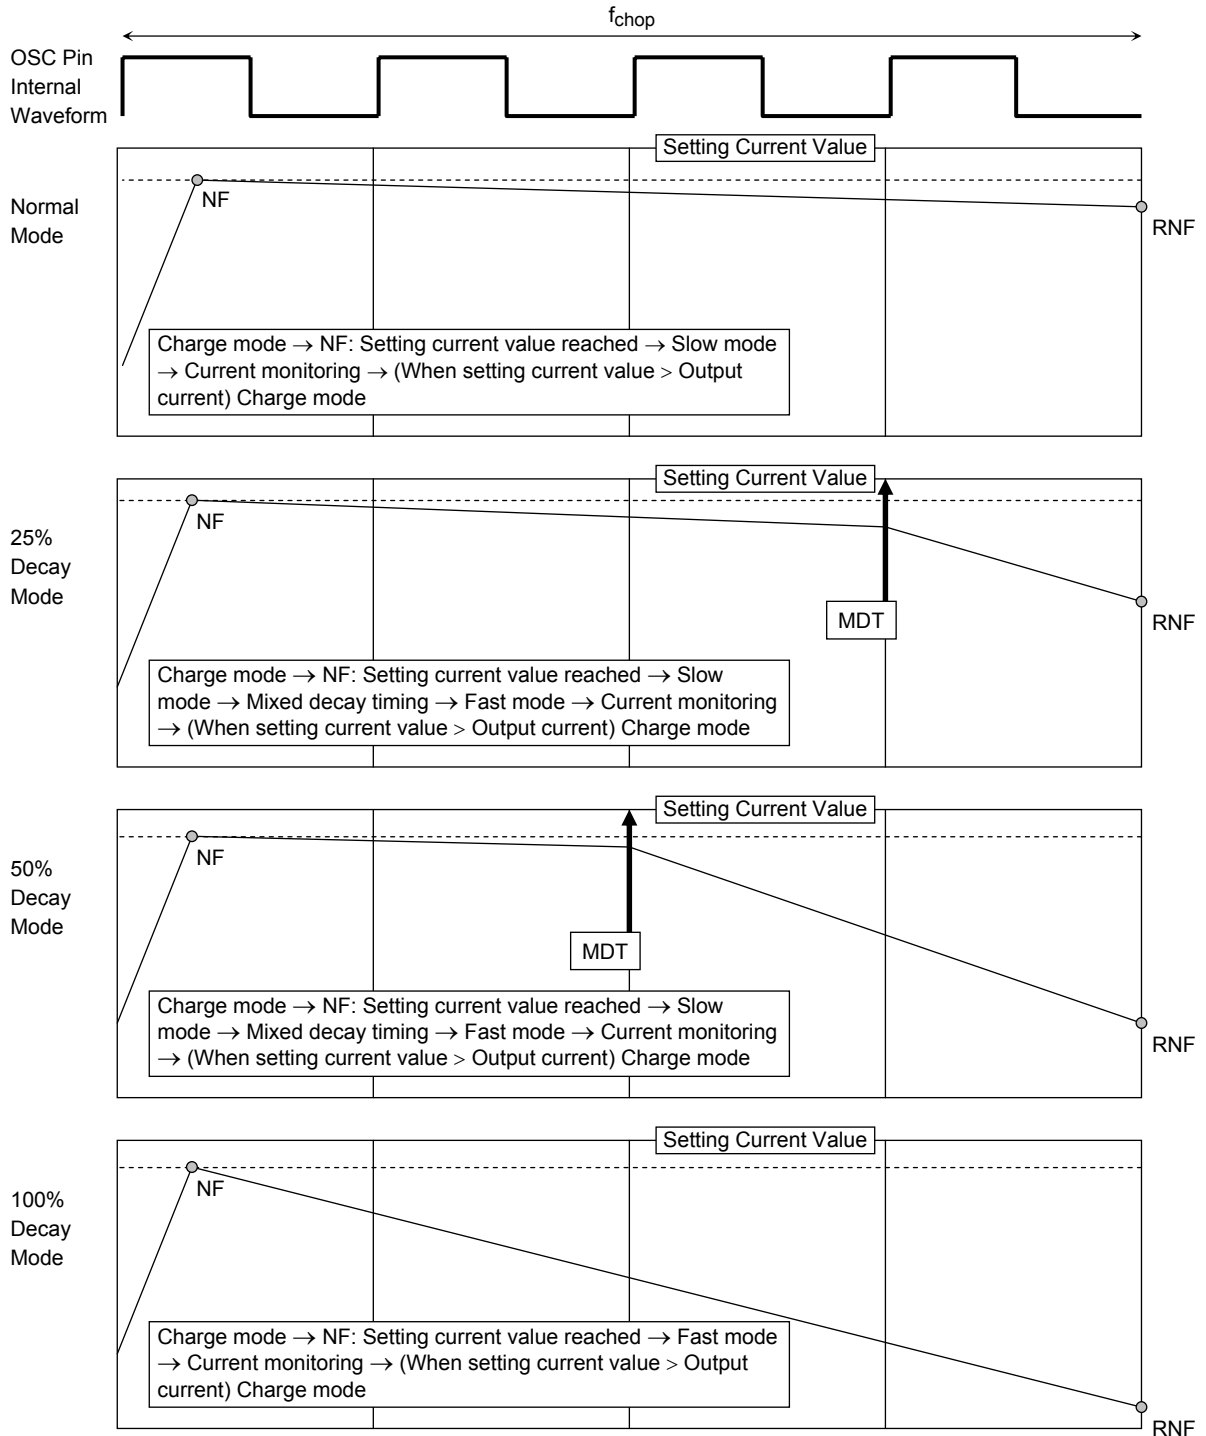 fchop
OSC Pin
Internal
Waveform
Setting Current Value
NF
Normal
Mode
RNF
Charge mode → NF: Setting current value reached → Slow mode
→ Current monitoring → (When setting current value > Output
current) Charge mode
Setting Current Value
NF
25%
Decay
Mode
MDT
RNF
Charge mode → NF: Setting current value reached → Slow
mode → Mixed decay timing → Fast mode → Current monitoring
→ (When setting current value > Output current) Charge mode
Setting Current Value
NF
50%
Decay
Mode
MDT
Charge mode → NF: Setting current value reached → Slow
mode → Mixed decay timing → Fast mode → Current monitoring
→ (When setting current value > Output current) Charge mode
RNF
Setting Current Value
NF
100%
Decay
Mode
Charge mode → NF: Setting current value reached → Fast mode
→ Current monitoring → (When setting current value > Output
current) Charge mode
RNF